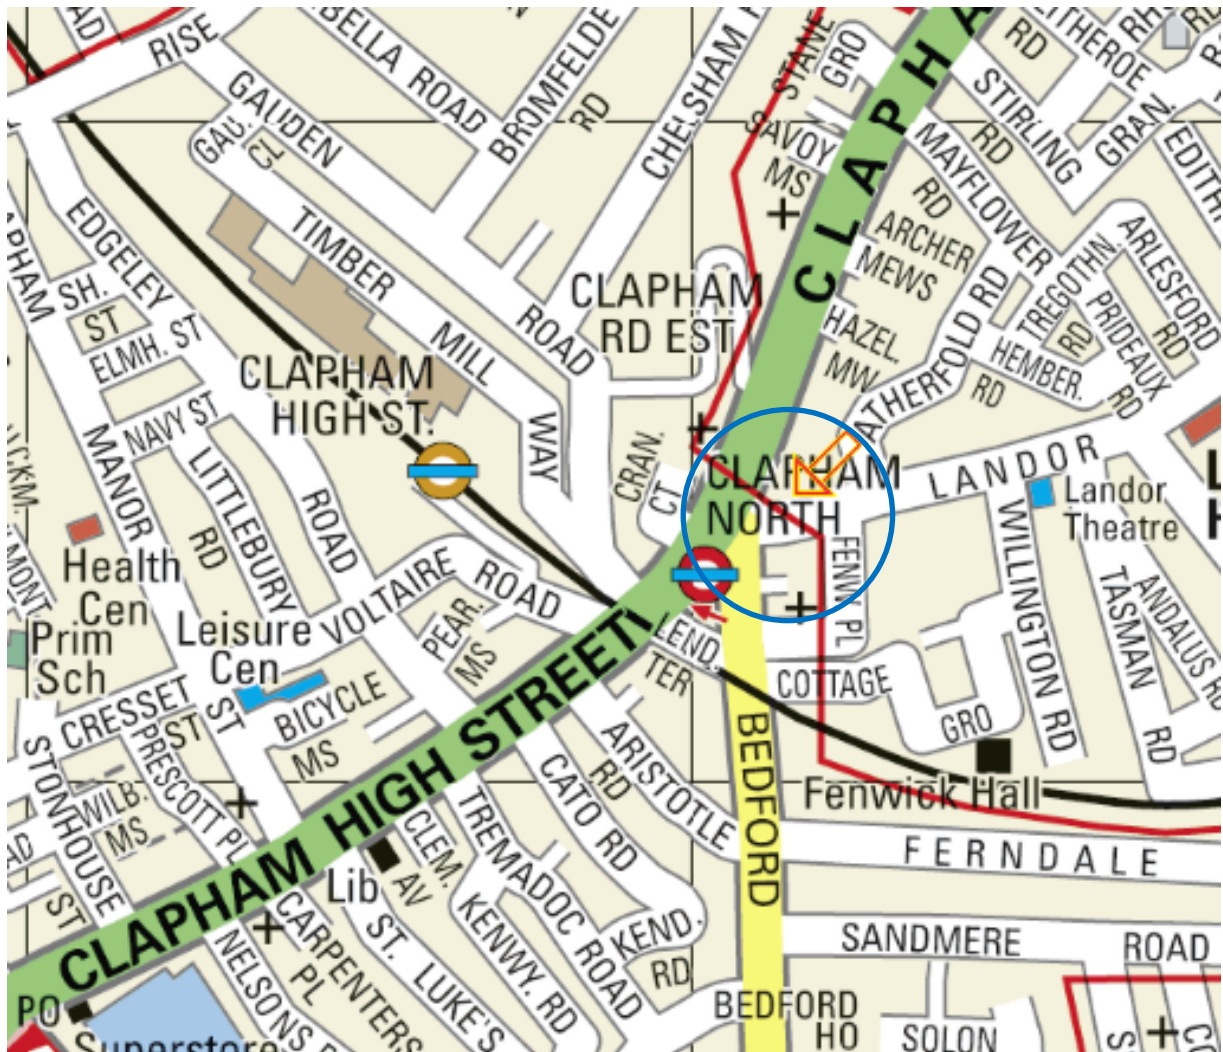 RISE
GAUDEN
ROAD
GAU.
CL
BROMFELDE
RD
CHELSHAM
STANE
GRO
SAVOY
MS
CLAPHA
RD
STIRLING
RD
GRAN.
EDITH
MAYFLOWER
RD
ARCHER
MEWS
HAZEL
MW
ARLESFORD
RD
TREGOTHN.
RD
PRIDEAUX
RD
HEMBER.
RD
ATHERFOLD RD
EDGELEY
ROAD
SH.
ST
ELMH. ST
NAVY ST
TIMBER
MILL
WAY
ROAD
CLAPHAM
RD EST
CLAPHAM
HIGH ST.
CRAN.
CT
CLAPHAM
NORTH
LANDOR
Landor
Theatre
MANOR
ST
LITTLEBURY
RD
Health
Cen
Prim
Sch
Leisure
Cen
VOLTAIRE
ROAD
PEAR.
MS
FENW PL
WILLINGTON RD
TASMAN
RD
ANDALUS RD
LEND.
TER
COTTAGE
GRO
Fenwick Hall
CRESSET
ST
BICYCLE
MS
PRESCOTT PL
STONHOUSE
ST
WILB.
MS
CLAPHAM HIGH STREET
ARISTOTLE
RD
CATO RD
BEDFORD
FERNDALE
TREMADOC ROAD
CLEM.
AV
Lib
KENWY. RD
KEND.
RD
SANDMERE
ROAD
ST. LUKE'S
CARPENTERS
PL
NELSONS
PO
Superstore
BEDFORD
HO
SOLON